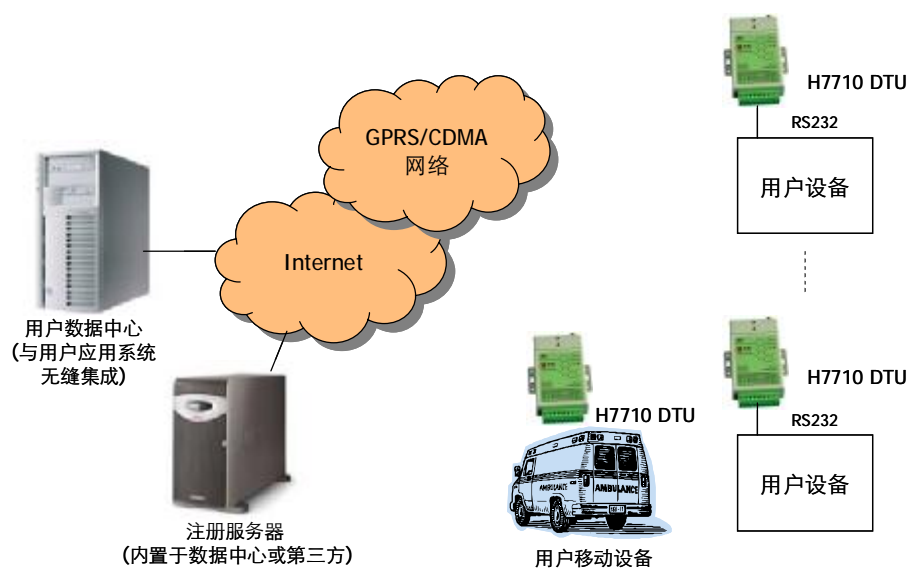 H7710 DTU
RS232
用户设备
GPRS/CDMA
网络
Internet
用户数据中心
(与用户应用系统
无缝集成)
注册服务器
(内置于数据中心或第三方)
H7710 DTU
AMBULANCE
AMBULANCE
用户移动设备
H7710 DTU
RS232
用户设备